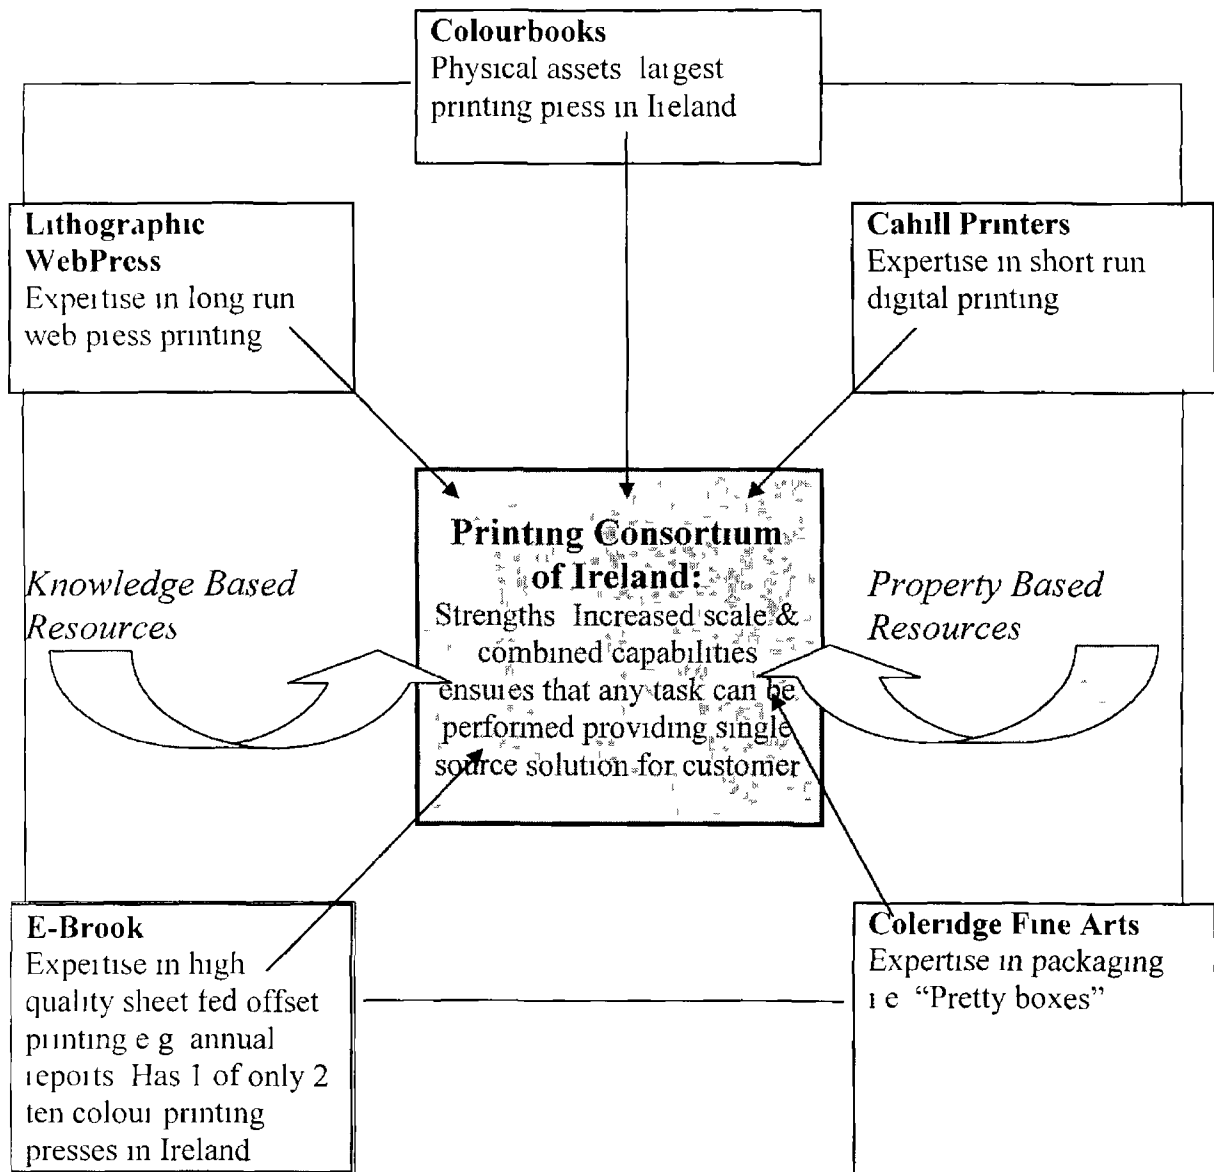 Colourbooks
Physical assets largest
printing press in Ireland
Lithographic
WebPress
Expertise in long run
web press printing
Cahill Printers
Expertise in short run
digital printing
Printing Consortium
of Ireland:
Strengths Increased scale &
combined capabilities
ensures that any task can be
performed providing single
source solution for customer
Knowledge Based
Resources
Property Based
Resources
E-Brook
Expertise in high
quality sheet fed offset
printing e g annual
reports Has 1 of only 2
ten colour printing
presses in Ireland
Coleridge Fine Arts
Expertise in packaging
i e "Pretty boxes"